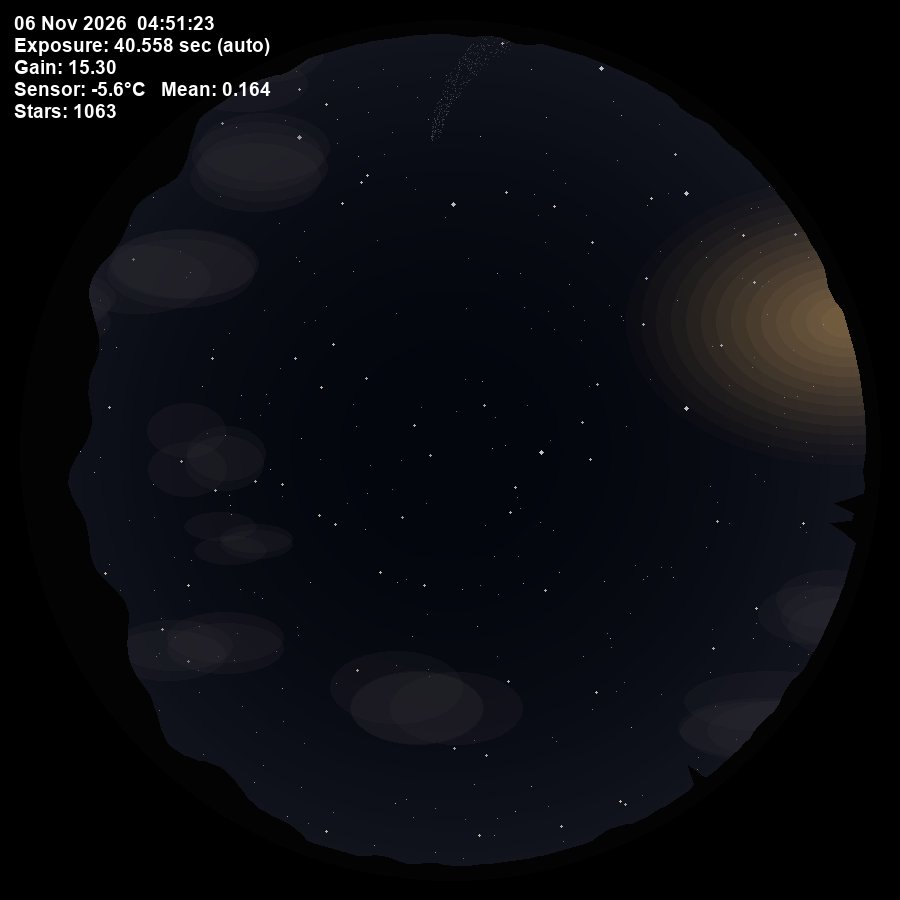 06 Nov 2026  04:51:23
Exposure: 40.558 sec (auto)
Gain: 15.30
Sensor: -5.6°C   Mean: 0.164
Stars: 1063